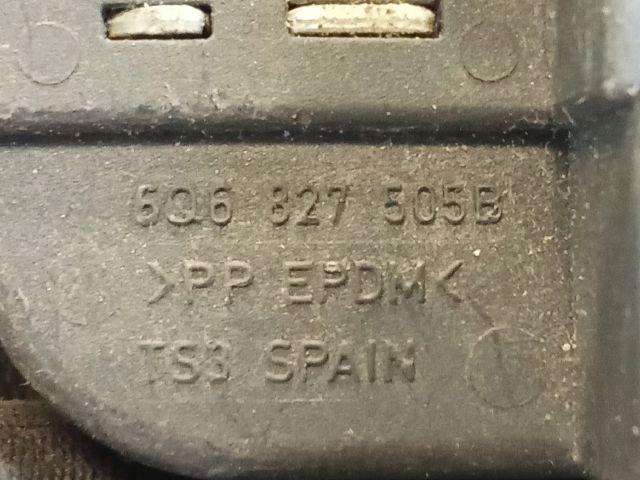 6Q6 827 505B
>PP EPDM<
TS3 SPAIN